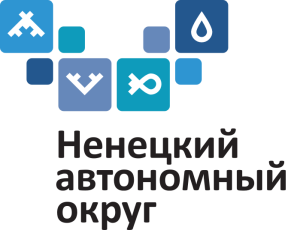 Ненецкий
автономный
округ